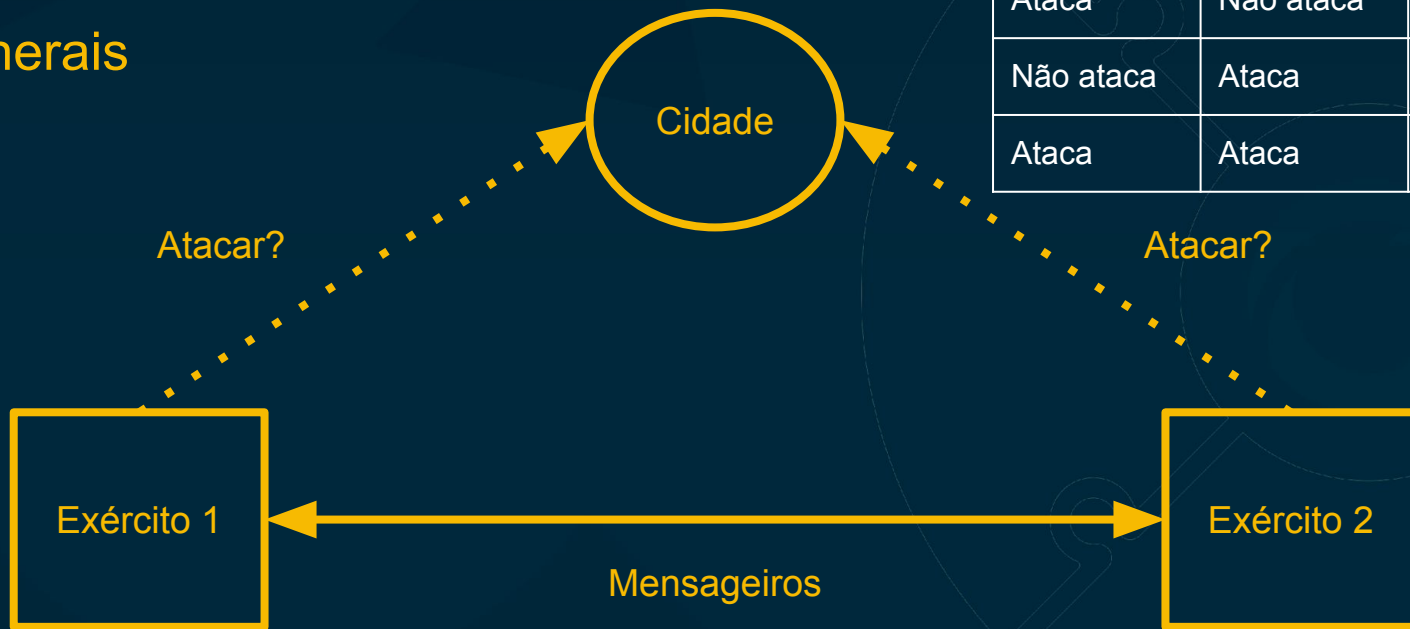 nerais
Ataca Não ataca
Não ataca Ataca
Ataca Ataca
Cidade
Atacar? Atacar?
Exército 1 Exército 2
Mensageiros